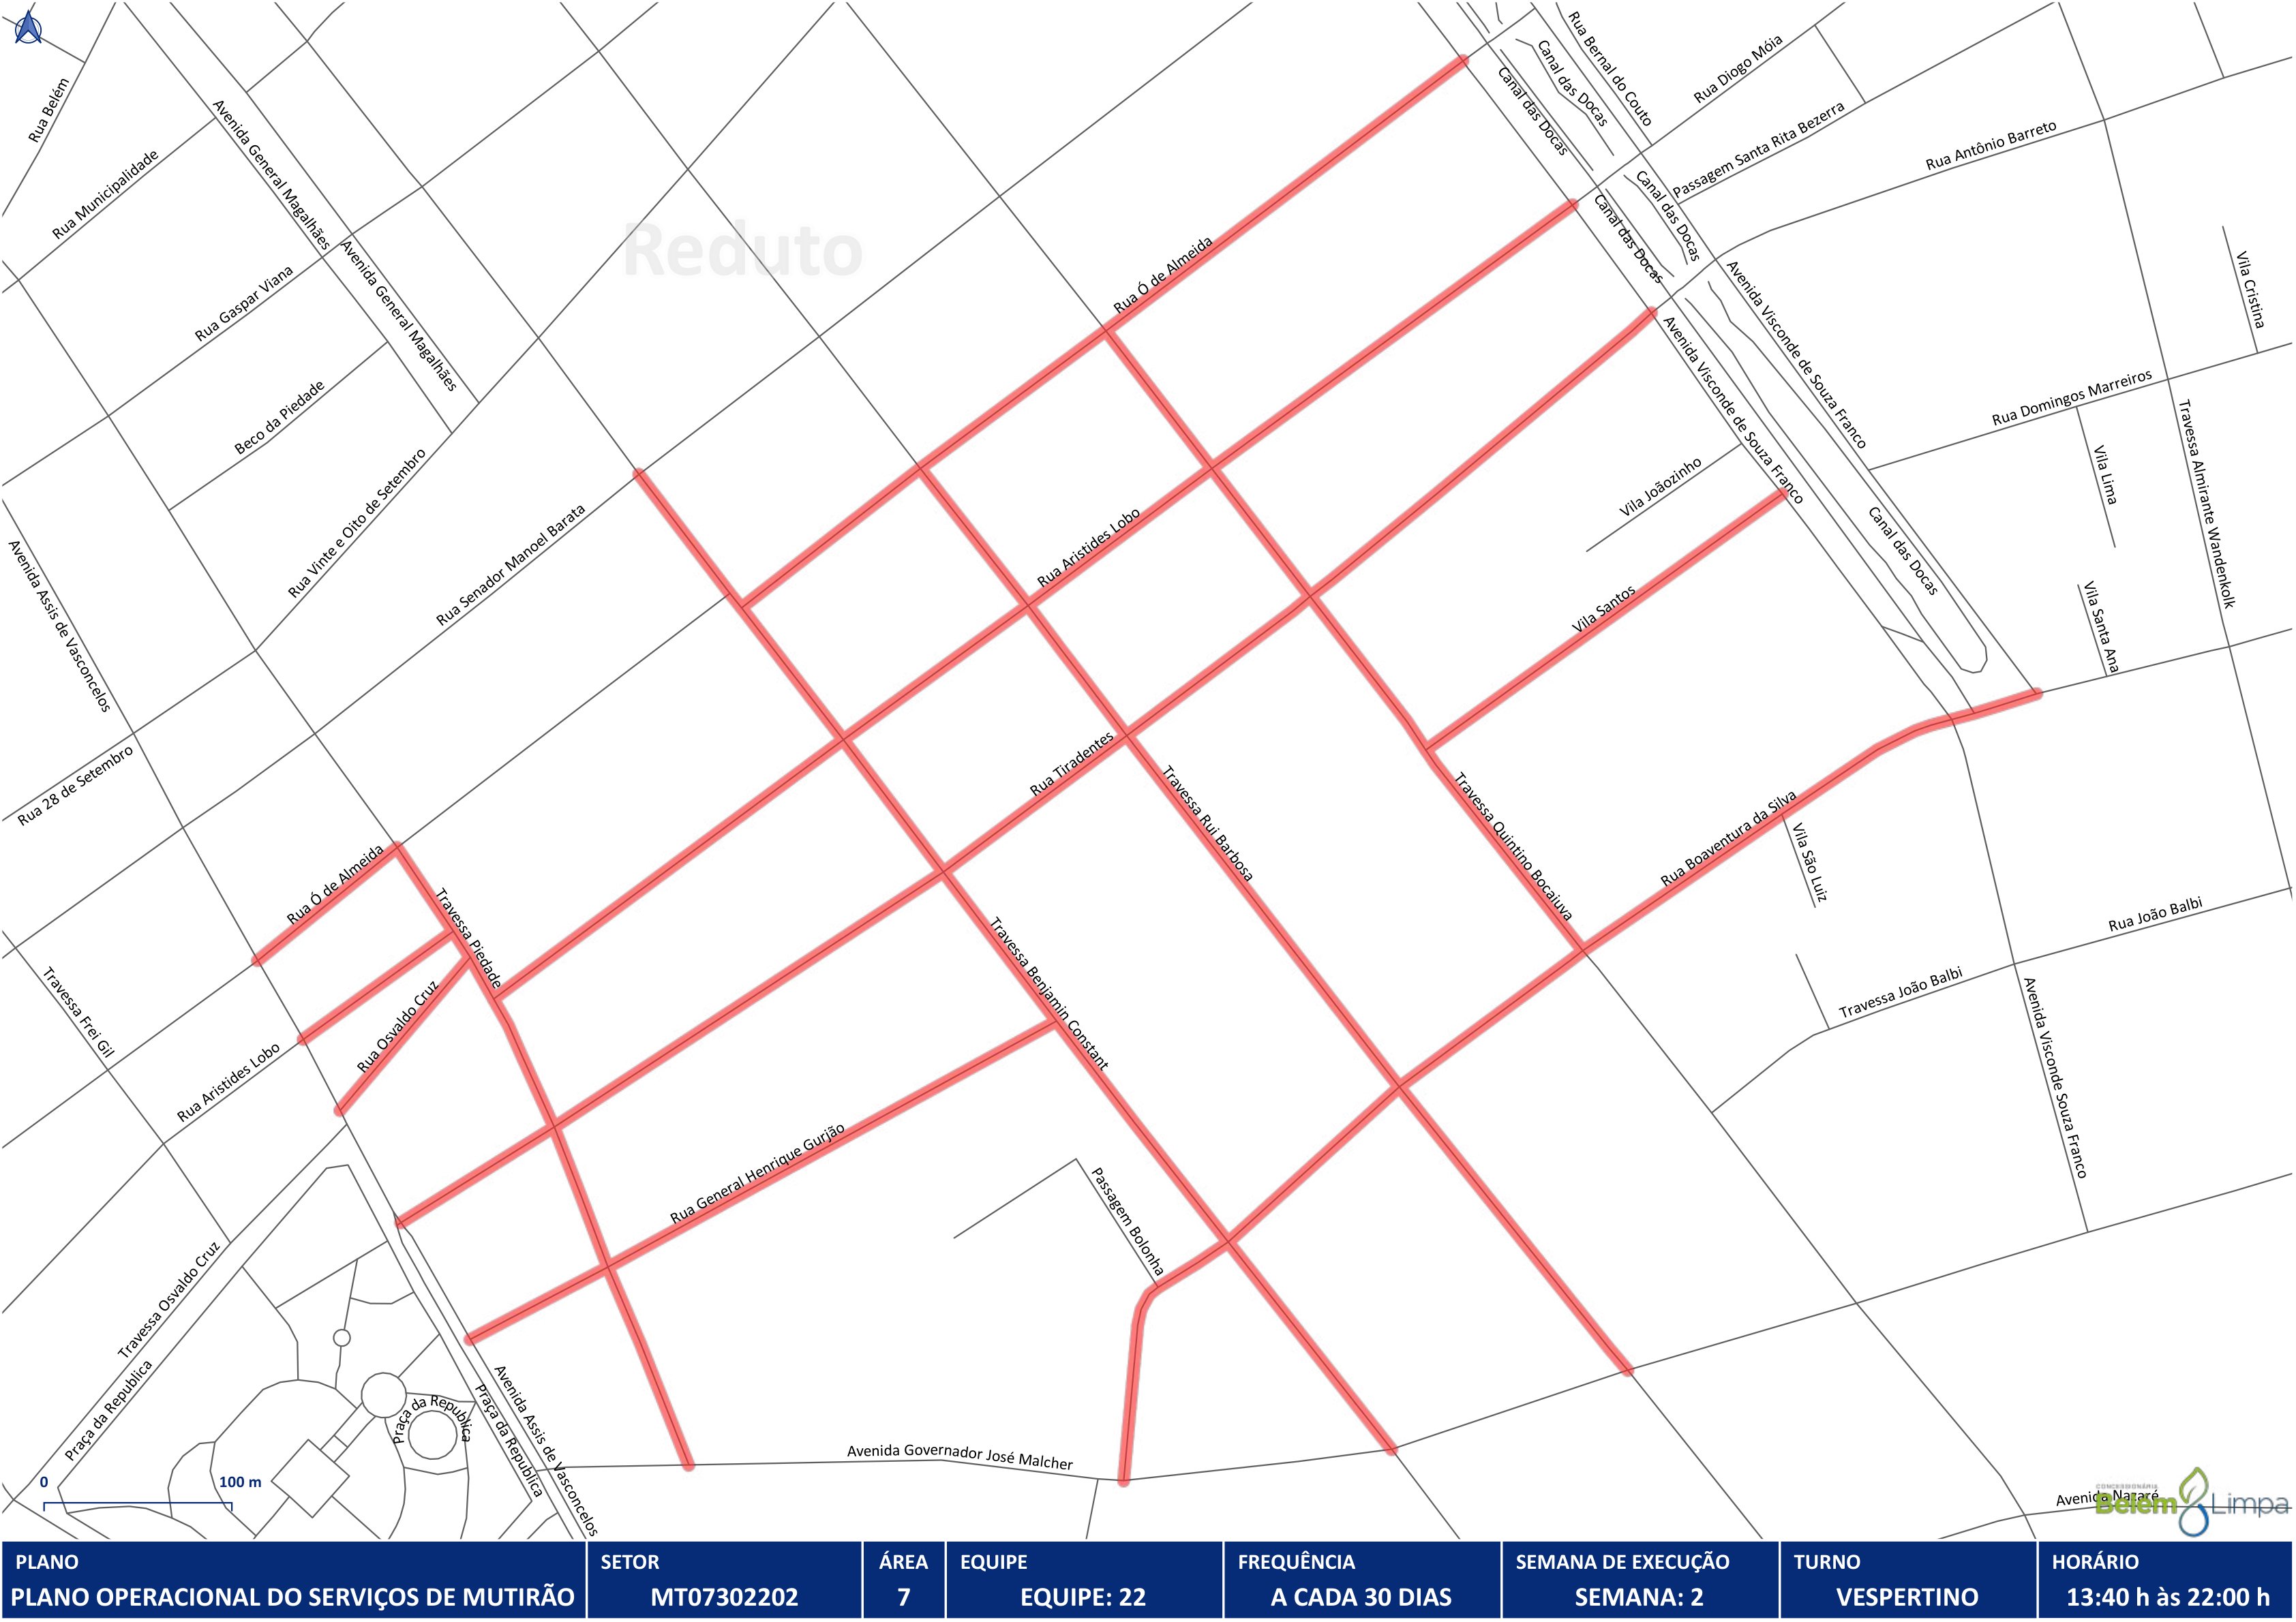 Rua Belém
Rua Municipalidade
Avenida General Magalhães
Avenida General Magalhães
Rua Gaspar Viana
Beco da Piedade
Rua Vinte e Oito de Setembro
Rua Senador Manoel Barata
Avenida Assis de Vasconcelos
Rua 28 de Setembro
Reduto
Rua Ó de Almeida
Rua Aristides Lobo
Rua Tiradentes
Canal das Docas
Canal das Docas
Rua Bernal do Couto
Rua Diogo Móia
Passagem Santa Rita Bezerra
Rua Antônio Barreto
Canal das Docas
Canal das Docas
Avenida Visconde de Souza Franco
Avenida Visconde de Souza Franco
Vila Cristina
Rua Domingos Marreiros
Travessa Almirante Wandenkolk
Vila Lima
Vila Joãozinho
Canal das Docas
Vila Santos
Vila Santa Ana
Rua Ó de Almeida
Travessa Piedade
Rua Osvaldo Cruz
Rua Aristides Lobo
Travessa Frei Gil
Travessa Rui Barbosa
Travessa Quintino Bocaiuva
Rua Boaventura da Silva
Vila São Luiz
Rua João Balbi
Travessa João Balbi
Avenida Visconde Souza Franco
Travessa Benjamin Constant
Rua General Henrique Gurjão
Passagem Bolonha
Travessa Osvaldo Cruz
Praça da Republica
Praça da Republica
Praça da Republica
Avenida Assis de Vasconcelos
Avenida Governador José Malcher
Avenida Nazaré
0 100 m
CONCESSIONÁRIA
Belém Limpa
PLANO
PLANO OPERACIONAL DO SERVIÇOS DE MUTIRÃO
SETOR
MT07302202
ÁREA
7
EQUIPE
EQUIPE: 22
FREQUÊNCIA
A CADA 30 DIAS
SEMANA DE EXECUÇÃO
SEMANA: 2
TURNO
VESPERTINO
HORÁRIO
13:40 h às 22:00 h